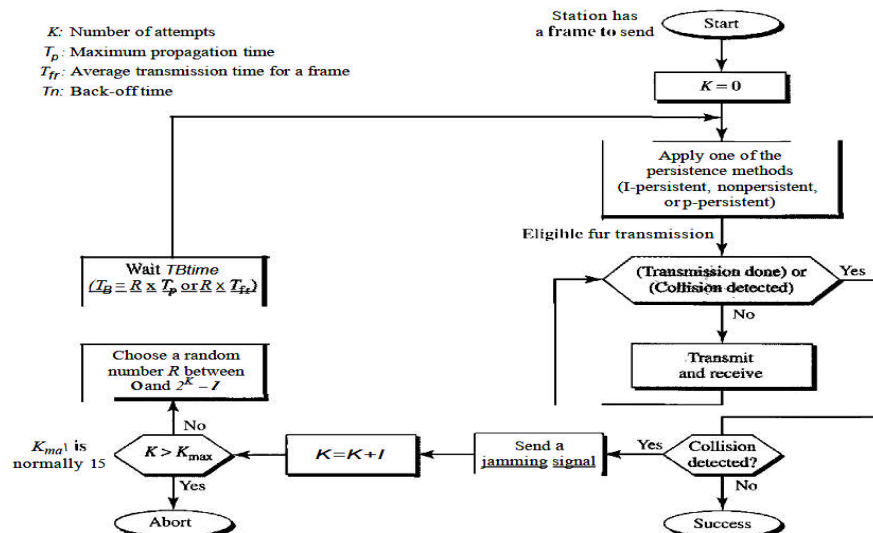 Station has
a frame to send
Start
K: Number of attempts
Tp: Maximum propagation time
Tfr: Average transmission time for a frame
Tn: Back-off time
K = 0
Apply one of the
persistence methods
(I-persistent, nonpersistent,
or p-persistent)
Eligihle fur transmission
Wait TBtime
(TB = R x Tp or R x Tfr)
(Transmission done) or
(Collision detected)
Yes
No
Transmit
and receive
Choose a random
number R between
0 and 2^K - I
No
Kma\ is
normally 15
K > Kmax
Yes
Abort
K=K+I
Send a
jamming signal
Yes
Collision
detected?
No
Success